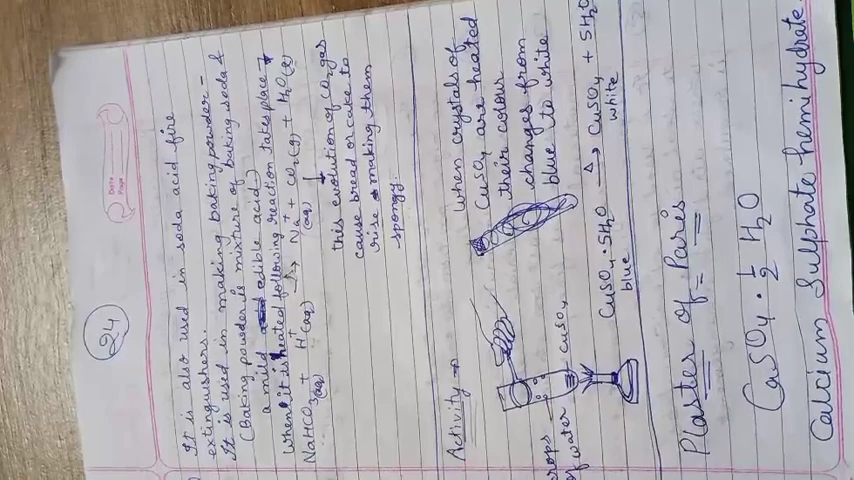 24
Date
Page
It is also used in soda acid fire
extinguishers.
It is used in making baking powder -
(Baking powder is mixture of baking soda &
a mild edible acid)
When it is heated following reaction takes place →
NaHCO3(aq) + H+(aq) —Δ→ Na+(aq) + CO2(g) + H2O(l)
↓
this evolution of CO2 gas
cause bread or cake to
rise making them
spongy.
Activity →
When crystals of
CuSO4 are heated
their colour
changes from
blue to white
CuSO4
drops
of water
CuSO4·5H2O —Δ→ CuSO4 + 5H2O
blue white
Plaster of Paris
CaSO4·1/2 H2O
Calcium Sulphate hemihydrate.